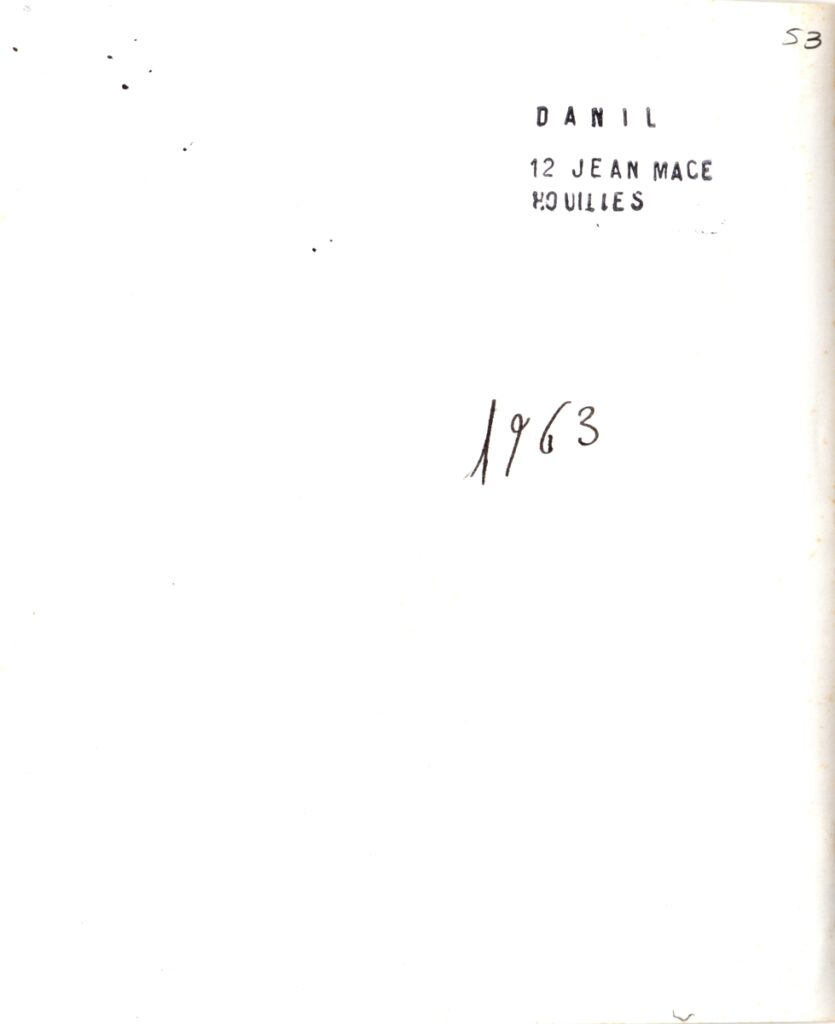 53
DANIL
12 JEAN MACE
HOUILLES
1963